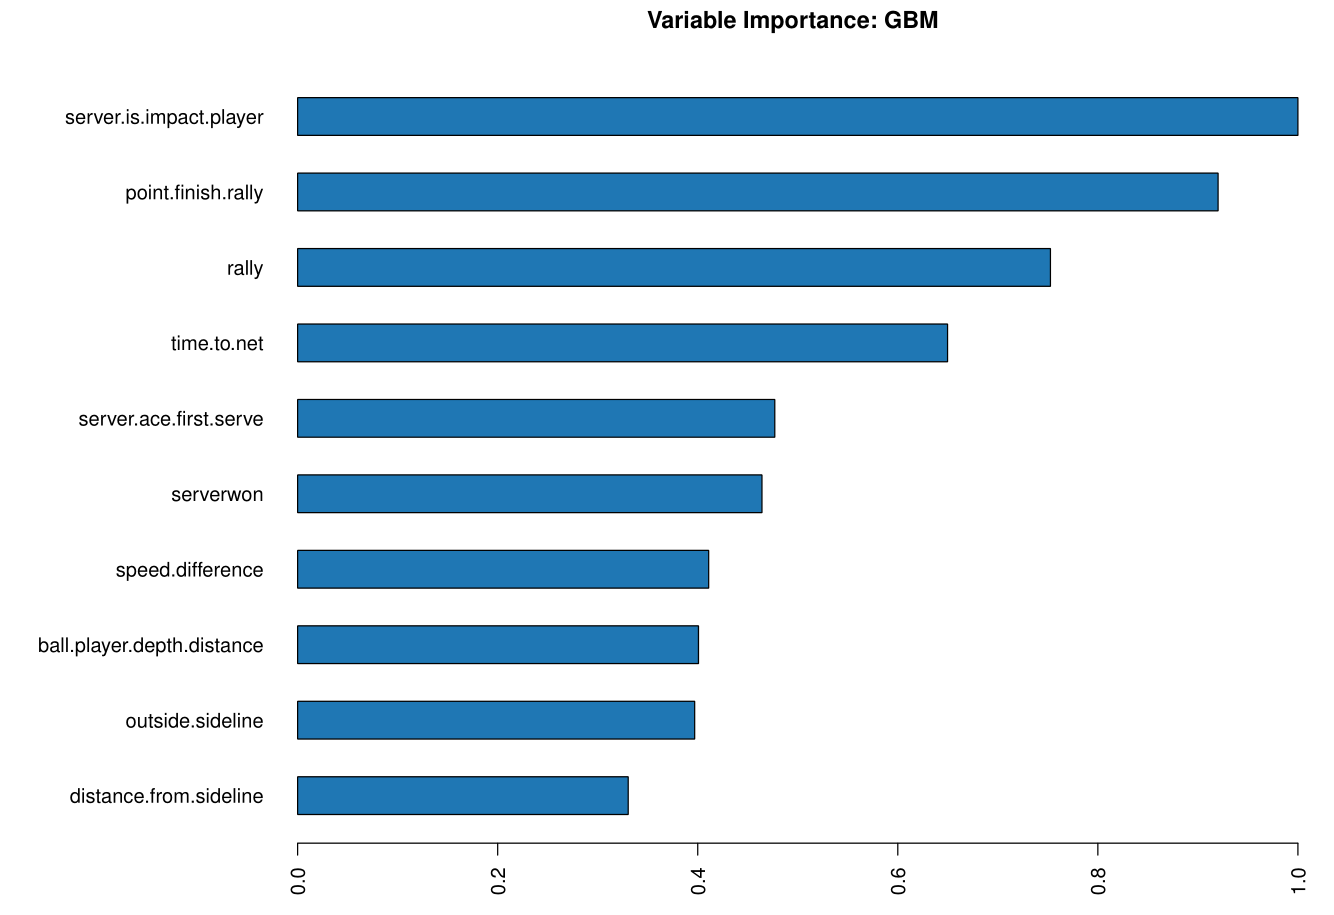 Variable Importance: GBM
server.is.impact.player
point.finish.rally
rally
time.to.net
server.ace.first.serve
serverwon
speed.difference
ball.player.depth.distance
outside.sideline
distance.from.sideline
0.0 0.2 0.4 0.6 0.8 1.0